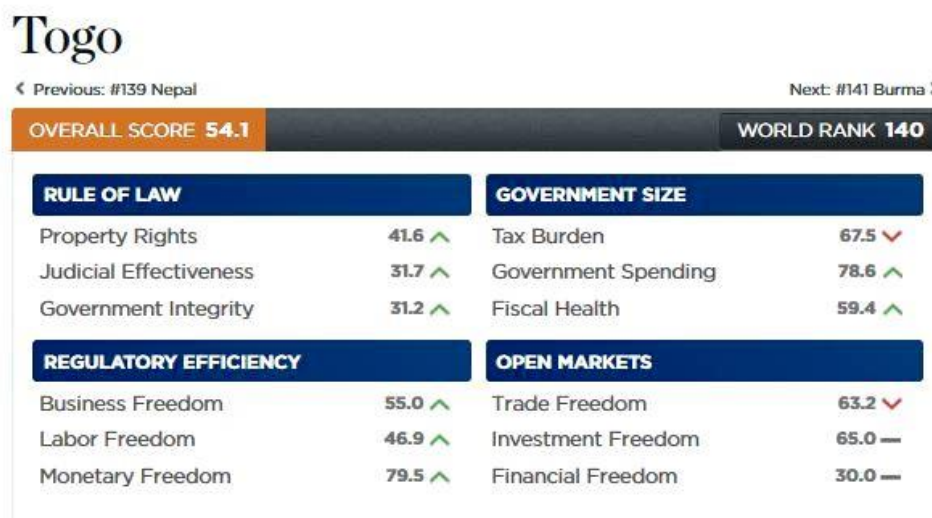 Togo
Previous: #139 Nepal
Next: #141 Burma
OVERALL SCORE 54.1
WORLD RANK 140
RULE OF LAW
Property Rights 41.6
Judicial Effectiveness 31.7
Government Integrity 31.2
GOVERNMENT SIZE
Tax Burden 67.5
Government Spending 78.6
Fiscal Health 59.4
REGULATORY EFFICIENCY
Business Freedom 55.0
Labor Freedom 46.9
Monetary Freedom 79.5
OPEN MARKETS
Trade Freedom 63.2
Investment Freedom 65.0
Financial Freedom 30.0